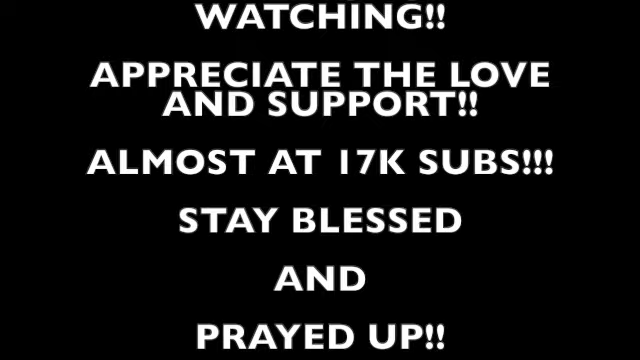 WATCHING!!
APPRECIATE THE LOVE
AND SUPPORT!!
ALMOST AT 17K SUBS!!!
STAY BLESSED
AND
PRAYED UP!!